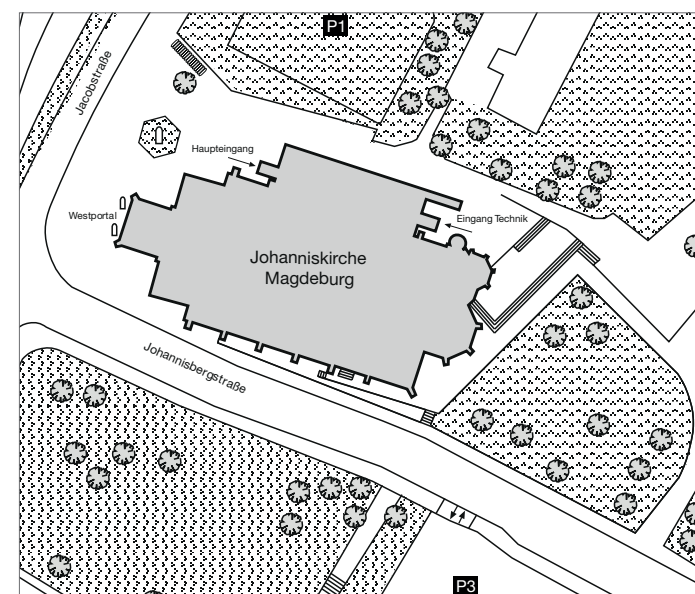 P1
Jacobstraße
Haupteingang
Westportal
Eingang Technik
Johanniskirche
Magdeburg
Johannisbergstraße
P3